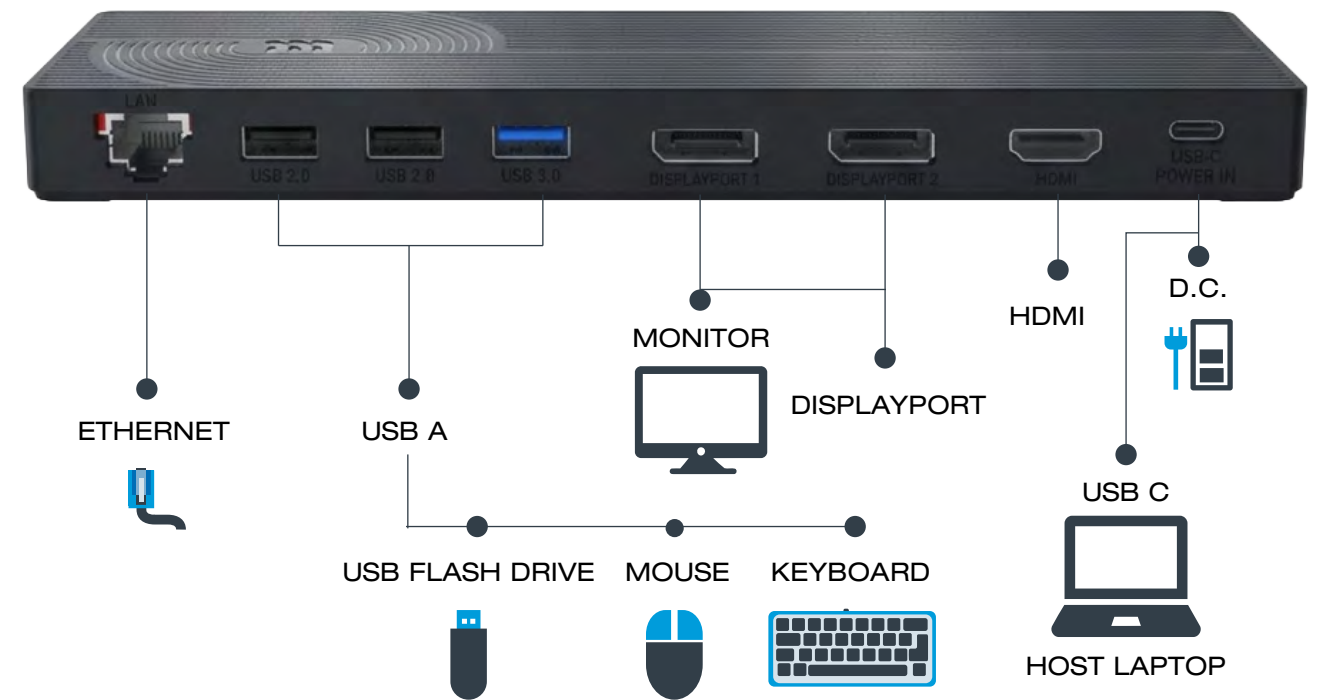 LAN
USB 2.0
USB 2.0
USB 3.0
DISPLAYPORT 1
DISPLAYPORT 2
HDMI
USB-C
POWER IN
D.C.
HDMI
MONITOR
DISPLAYPORT
ETHERNET
USB A
USB C
USB FLASH DRIVE
MOUSE
KEYBOARD
HOST LAPTOP